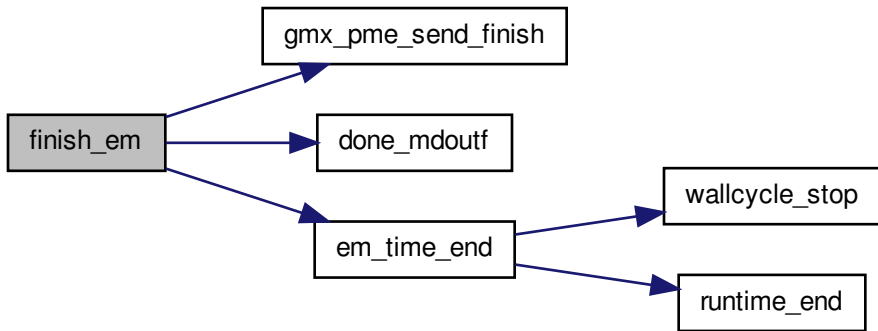 gmx_pme_send_finish
finish_em
done_mdoutf
wallcycle_stop
em_time_end
runtime_end